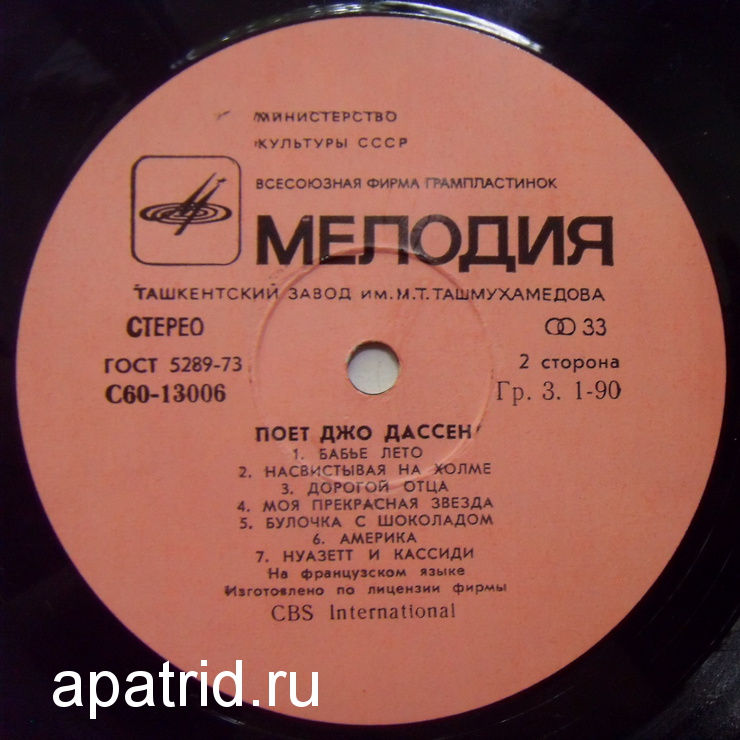 МИНИСТЕРСТВО
КУЛЬТУРЫ СССР
ВСЕСОЮЗНАЯ ФИРМА ГРАМПЛАСТИНОК
МЕЛОДИЯ
ТАШКЕНТСКИЙ ЗАВОД ИМ. М.Т. ТАШМУХАМЕДОВА
СТЕРЕО 33
ГОСТ 5289-73 2 сторона
С60-13006 Гр. 3. 1-90
ПОЕТ ДЖО ДАССЕН
1. БАБЬЕ ЛЕТО
2. НАСВИСТЫВАЯ НА ХОЛМЕ
3. ДОРОГОЙ ОТЦА
4. МОЯ ПРЕКРАСНАЯ ЗВЕЗДА
5. БУЛОЧКА С ШОКОЛАДОМ
6. АМЕРИКА
7. НУАЗЕТТ И КАССИДИ
На французском языке
Изготовлено по лицензии фирмы
CBS International
apatrid.ru